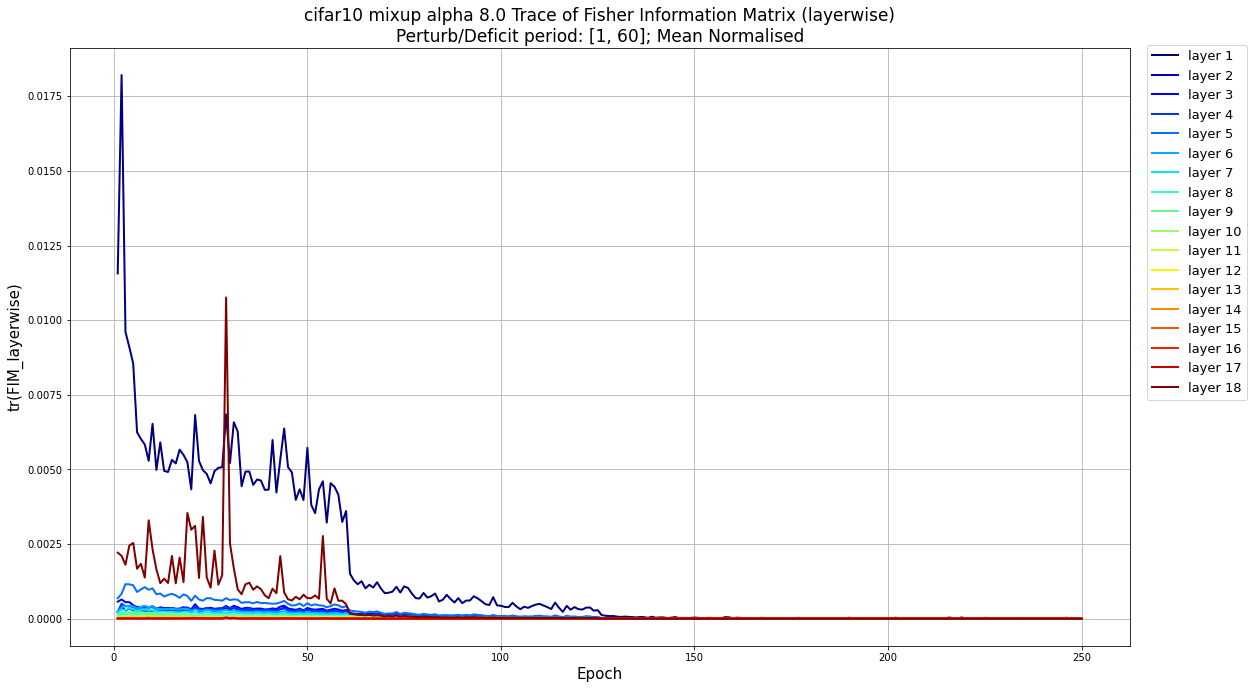 cifar10 mixup alpha 8.0 Trace of Fisher Information Matrix (layerwise)
Perturb/Deficit period: [1, 60]; Mean Normalised
tr(FIM_layerwise)
0.0175
0.0150
0.0125
0.0100
0.0075
0.0050
0.0025
0.0000
0
50
100
150
200
250
Epoch
layer 1
layer 2
layer 3
layer 4
layer 5
layer 6
layer 7
layer 8
layer 9
layer 10
layer 11
layer 12
layer 13
layer 14
layer 15
layer 16
layer 17
layer 18